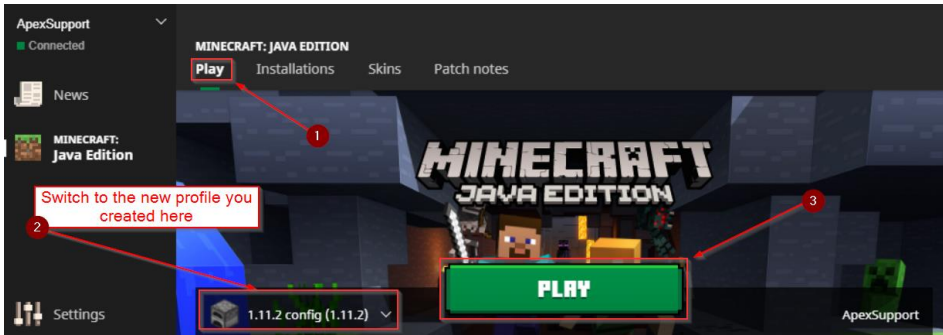 ApexSupport
Connected
News
MINECRAFT:
Java Edition
Settings
MINECRAFT: JAVA EDITION
Play Installations Skins Patch notes
1
MINECRAFT
JAVA EDITION
Switch to the new profile you
created here
2
3
PLAY
1.11.2 config (1.11.2)
ApexSupport